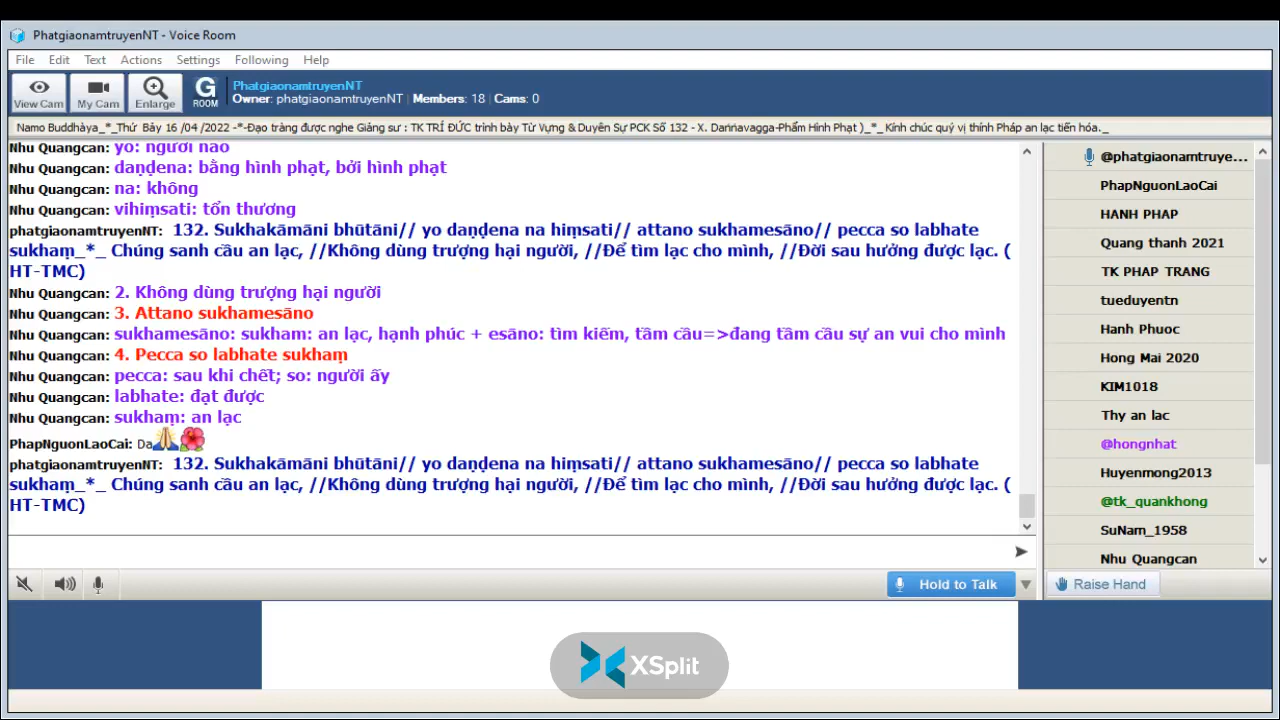 PhatgiaonamtruyenNT - Voice Room
File Edit Text Actions Settings Following Help
View Cam My Cam Enlarge G ROOM
PhatgiaonamtruyenNT
Owner: phatgiaonamtruyenNT | Members: 18 | Cams: 0
Namo Buddhàya_*_Thứ Bảy 16 /04 /2022 -*-Đạo tràng được nghe Giảng sư : TK TRÍ ĐỨC trình bày Từ Vựng & Duyên Sự PCK Số 132 - X. Daṇṇavagga-Phẩm Hình Phạt )_*_ Kính chúc quý vị thính Pháp an lạc tiến hóa._
Nhu Quangcan: yo: người nào
Nhu Quangcan: daṇḍena: bằng hình phạt, bởi hình phạt
Nhu Quangcan: na: không
Nhu Quangcan: vihiṃsati: tổn thương
phatgiaonamtruyenNT: 132. Sukhakāmāni bhūtāni// yo daṇḍena na hiṃsati// attano sukhamesāno// pecca so labhate
sukhaṃ_*_ Chúng sanh cầu an lạc, //Không dùng trượng hại người, //Để tìm lạc cho mình, //Đời sau hưởng được lạc. (
HT-TMC)
Nhu Quangcan: 2. Không dùng trượng hại người
Nhu Quangcan: 3. Attano sukhamesāno
Nhu Quangcan: sukhamesāno: sukham: an lạc, hạnh phúc + esāno: tìm kiếm, tầm cầu=>đang tầm cầu sự an vui cho mình
Nhu Quangcan: 4. Pecca so labhate sukhaṃ
Nhu Quangcan: pecca: sau khi chết; so: người ấy
Nhu Quangcan: labhate: đạt được
Nhu Quangcan: sukhaṃ: an lạc
PhapNguonLaoCai: Da
phatgiaonamtruyenNT: 132. Sukhakāmāni bhūtāni// yo daṇḍena na hiṃsati// attano sukhamesāno// pecca so labhate
sukhaṃ_*_ Chúng sanh cầu an lạc, //Không dùng trượng hại người, //Để tìm lạc cho mình, //Đời sau hưởng được lạc. (
HT-TMC)
@phatgiaonamtruye...
PhapNguonLaoCai
HANH PHAP
Quang thanh 2021
TK PHAP TRANG
tueduyentn
Hanh Phuoc
Hong Mai 2020
KIM1018
Thy an lac
@hongnhat
Huyenmong2013
@tk_quankhong
SuNam_1958
Nhu Quangcan
Hold to Talk
Raise Hand
XSplit